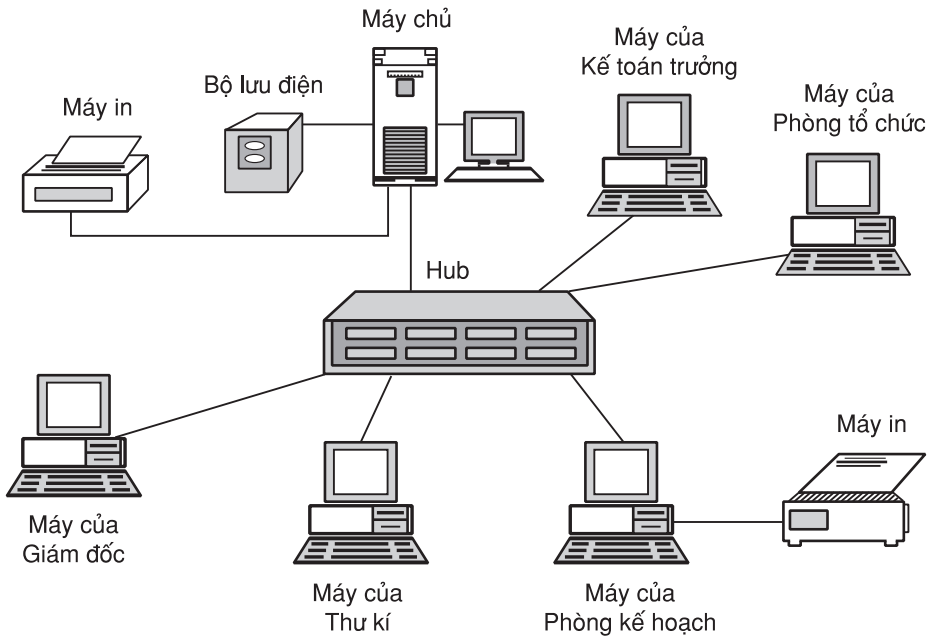 Máy chủ
Máy của
Kế toán trưởng
Bộ lưu điện
Máy in
Máy của
Phòng tổ chức
Hub
Máy in
Máy của
Giám đốc
Máy của
Thư kí
Máy của
Phòng kế hoạch